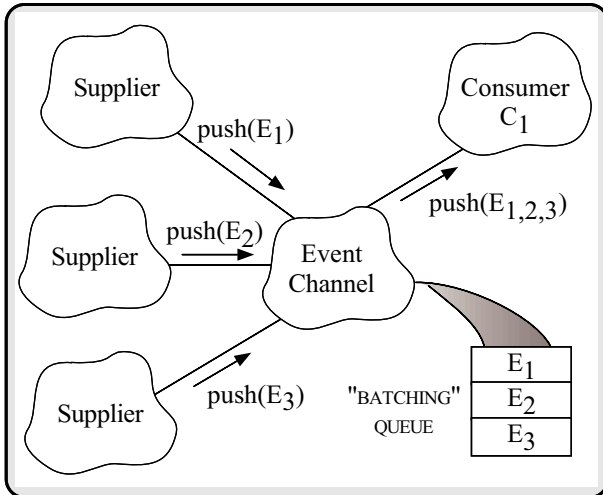 Supplier
push(E1)
Consumer
C1
push(E1,2,3)
Supplier
push(E2)
Event
Channel
Supplier
push(E3)
"BATCHING"
QUEUE
E1
E2
E3